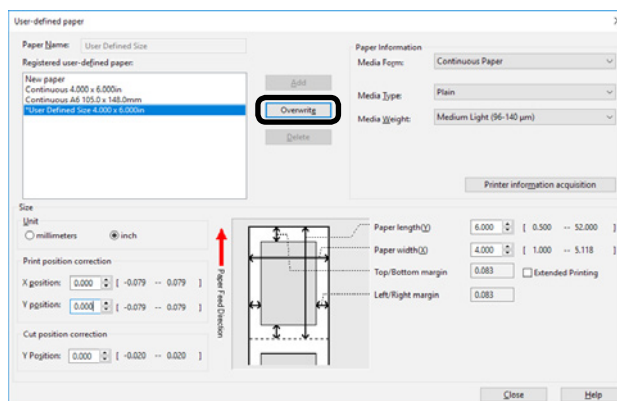 User-defined paper
Paper Name: User Defined Size
Registered user-defined paper:
New paper
Continuous 4.000 x 6.000in
Continuous A6 105.0 x 148.0mm
*User Defined Size 4.000 x 6.000in
Add
Overwrite
Delete
Paper Information
Media Form: Continuous Paper
Media Type: Plain
Media Weight: Medium Light (96-140 μm)
Printer information acquisition
Size
Unit
millimeters inch
Print position correction
X position: 0.000 [ -0.079 -- 0.079 ]
Y position: 0.000 [ -0.079 -- 0.079 ]
Cut position correction
Y Position: 0.000 [ -0.020 -- 0.020 ]
Paper Feed Direction
Paper length(Y) 6.000 [ 0.500 -- 52.000 ]
Paper width(X) 4.000 [ 1.000 -- 5.118 ]
Top/Bottom margin 0.083 Extended Printing
Left/Right margin 0.083
Close Help